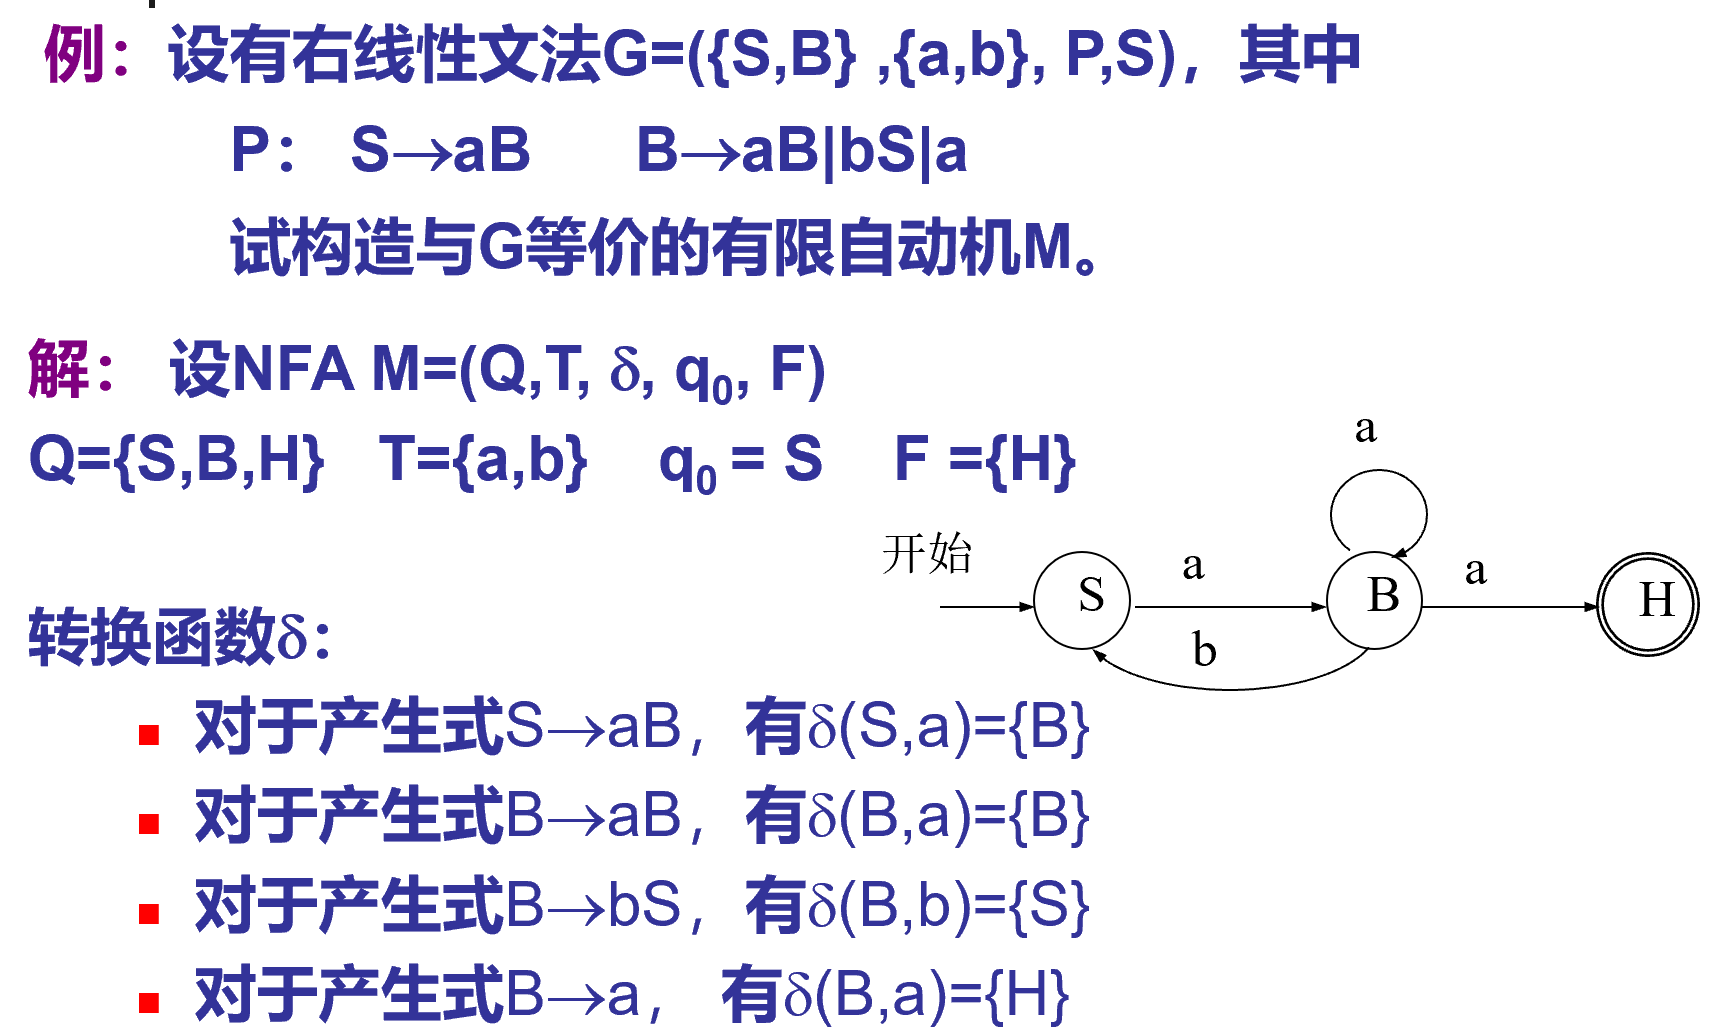 例：设有右线性文法G=({S,B} ,{a,b}, P,S)，其中
P： S→aB B→aB|bS|a
试构造与G等价的有限自动机M。
解： 设NFA M=(Q,T, δ, q₀, F)
Q={S,B,H} T={a,b} q₀ = S F ={H}
a
开始
S a B a H
b
转换函数δ：
对于产生式S→aB，有δ(S,a)={B}
对于产生式B→aB，有δ(B,a)={B}
对于产生式B→bS，有δ(B,b)={S}
对于产生式B→a， 有δ(B,a)={H}